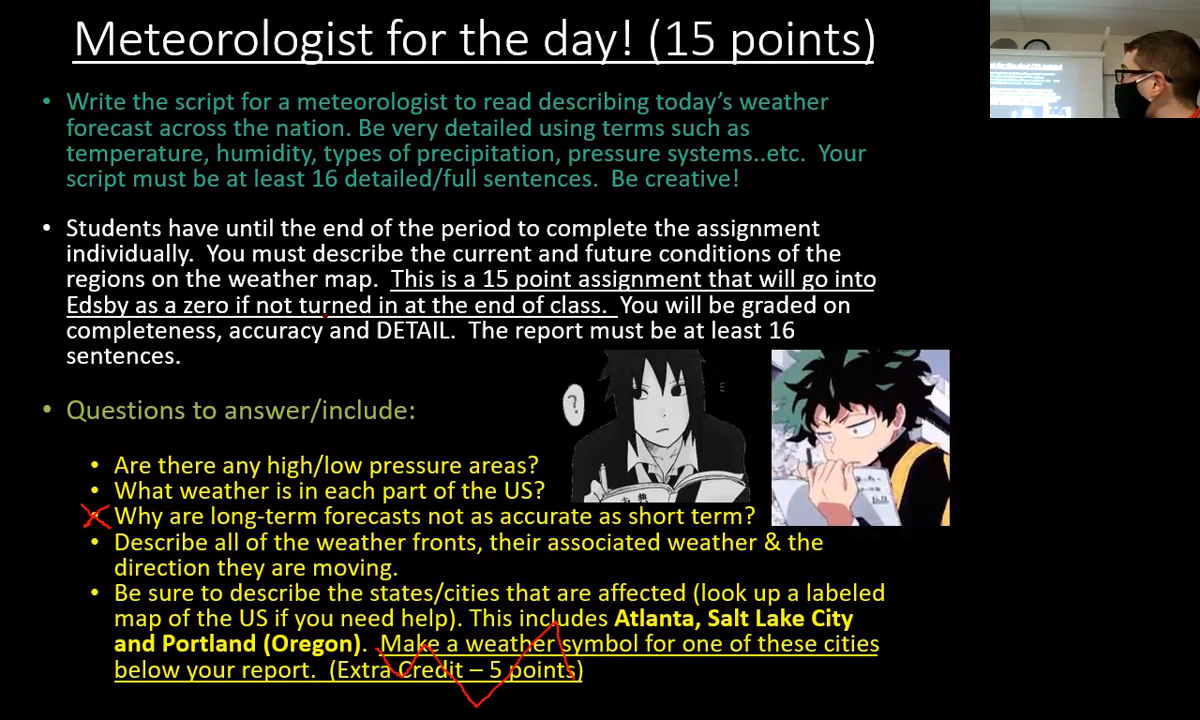 Meteorologist for the day! (15 points)
• Write the script for a meteorologist to read describing today's weather
forecast across the nation. Be very detailed using terms such as
temperature, humidity, types of precipitation, pressure systems..etc. Your
script must be at least 16 detailed/full sentences. Be creative!
• Students have until the end of the period to complete the assignment
individually. You must describe the current and future conditions of the
regions on the weather map. This is a 15 point assignment that will go into
Edsby as a zero if not turned in at the end of class. You will be graded on
completeness, accuracy and DETAIL. The report must be at least 16
sentences.
?
• Questions to answer/include:
• Are there any high/low pressure areas?
• What weather is in each part of the US?
• Why are long-term forecasts not as accurate as short term?
• Describe all of the weather fronts, their associated weather & the
direction they are moving.
• Be sure to describe the states/cities that are affected (look up a labeled
map of the US if you need help). This includes Atlanta, Salt Lake City
and Portland (Oregon). Make a weather symbol for one of these cities
below your report. (Extra Credit – 5 points)